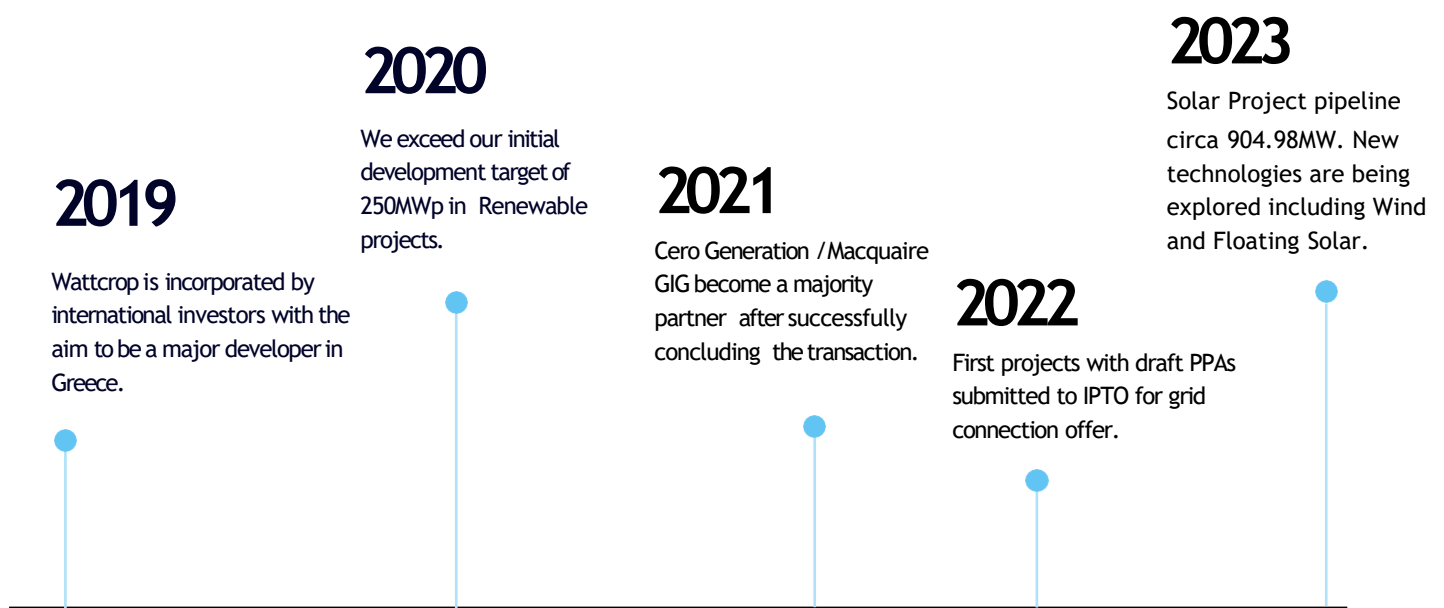 2019
Wattcrop is incorporated by
international investors with the
aim to be a major developer in
Greece.
2020
We exceed our initial
development target of
250MWp in Renewable
projects.
2021
Cero Generation /Macquaire
GIG become a majority
partner after successfully
concluding the transaction.
2022
First projects with draft PPAs
submitted to IPTO for grid
connection offer.
2023
Solar Project pipeline
circa 904.98MW. New
technologies are being
explored including Wind
and Floating Solar.